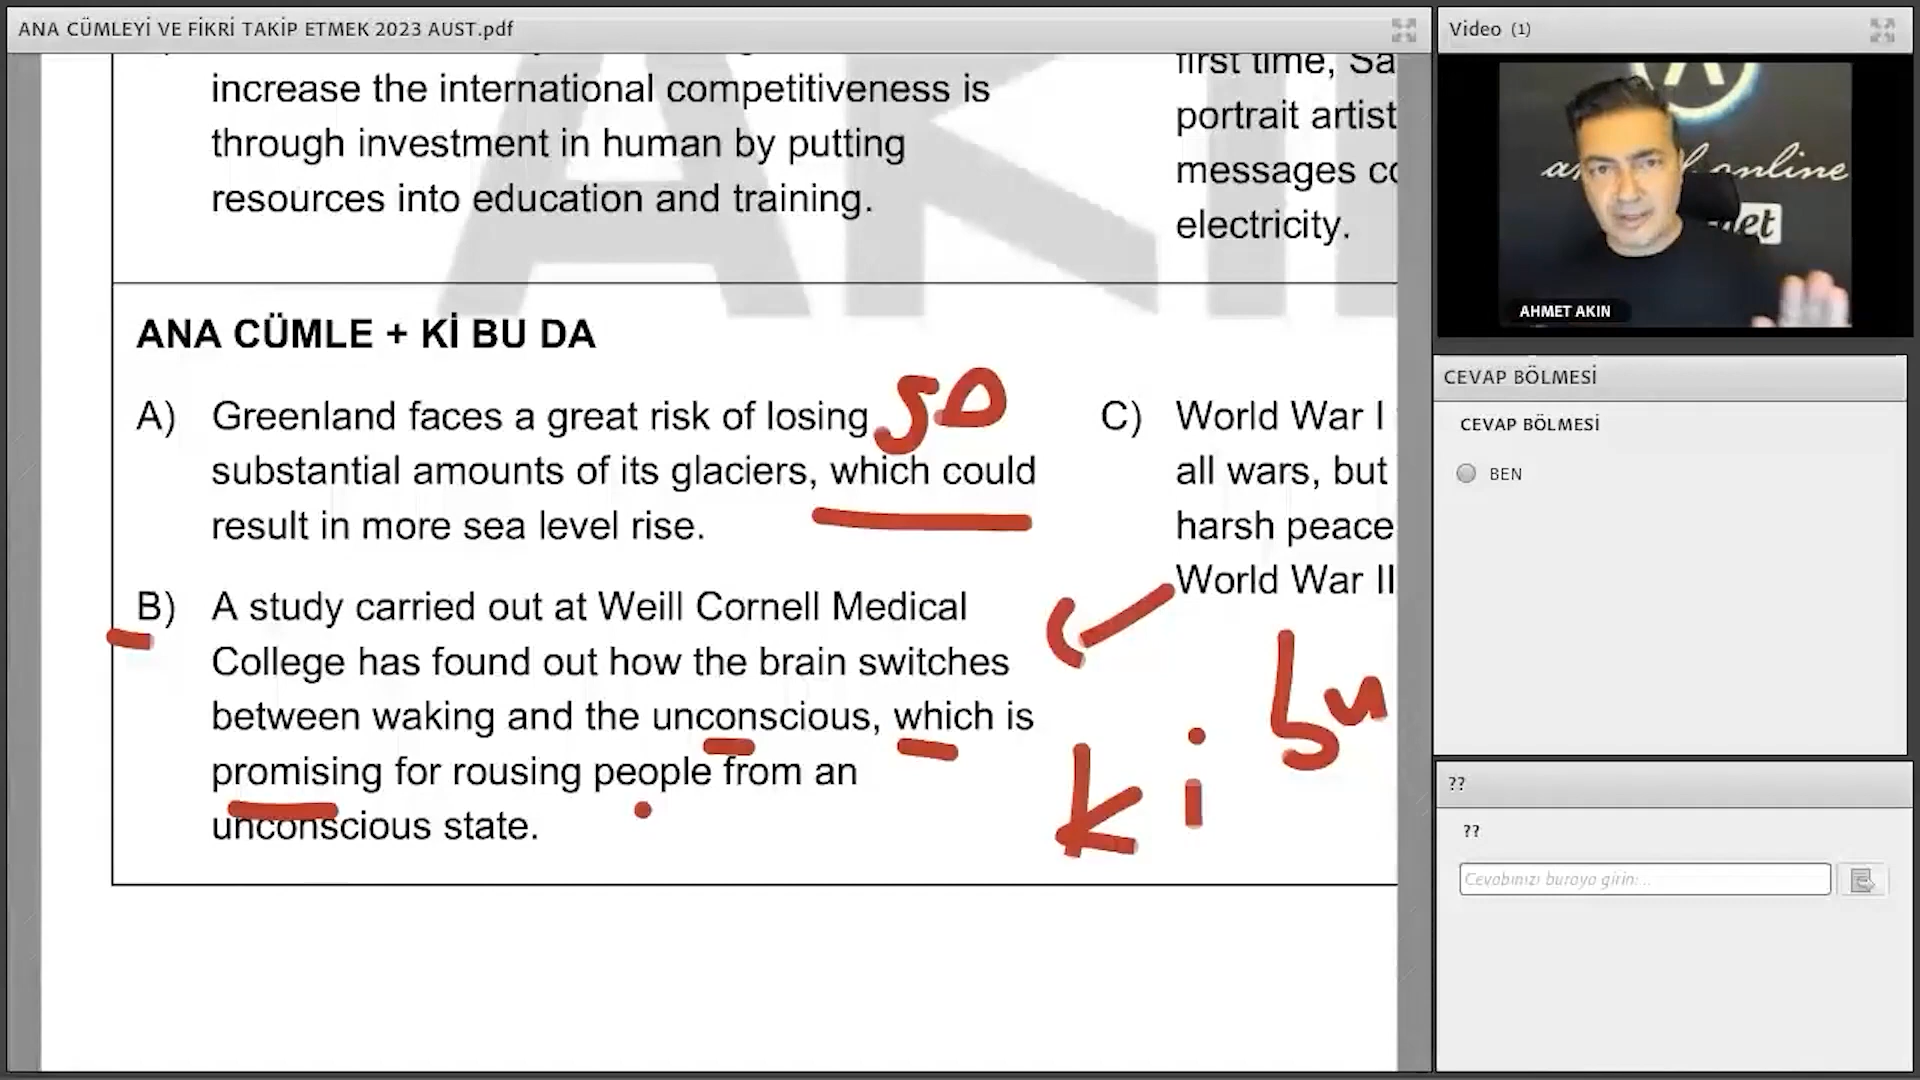 ANA CÜMLEYİ VE FİKRİ TAKİP ETMEK 2023 AUST.pdf
increase the international competitiveness is
through investment in human by putting
resources into education and training.
first time, Sa
portrait artist
messages co
electricity.
ANA CÜMLE + Kİ BU DA
A) Greenland faces a great risk of losing
substantial amounts of its glaciers, which could
result in more sea level rise.
so
B) A study carried out at Weill Cornell Medical
College has found out how the brain switches
between waking and the unconscious, which is
promising for rousing people from an
unconscious state.
C) World War I
all wars, but
harsh peace
World War II
ki bu
Video (1)
online
AHMET AKIN
CEVAP BÖLMESİ
CEVAP BÖLMESİ
BEN
??
??
Cevabınızı buraya girin:...